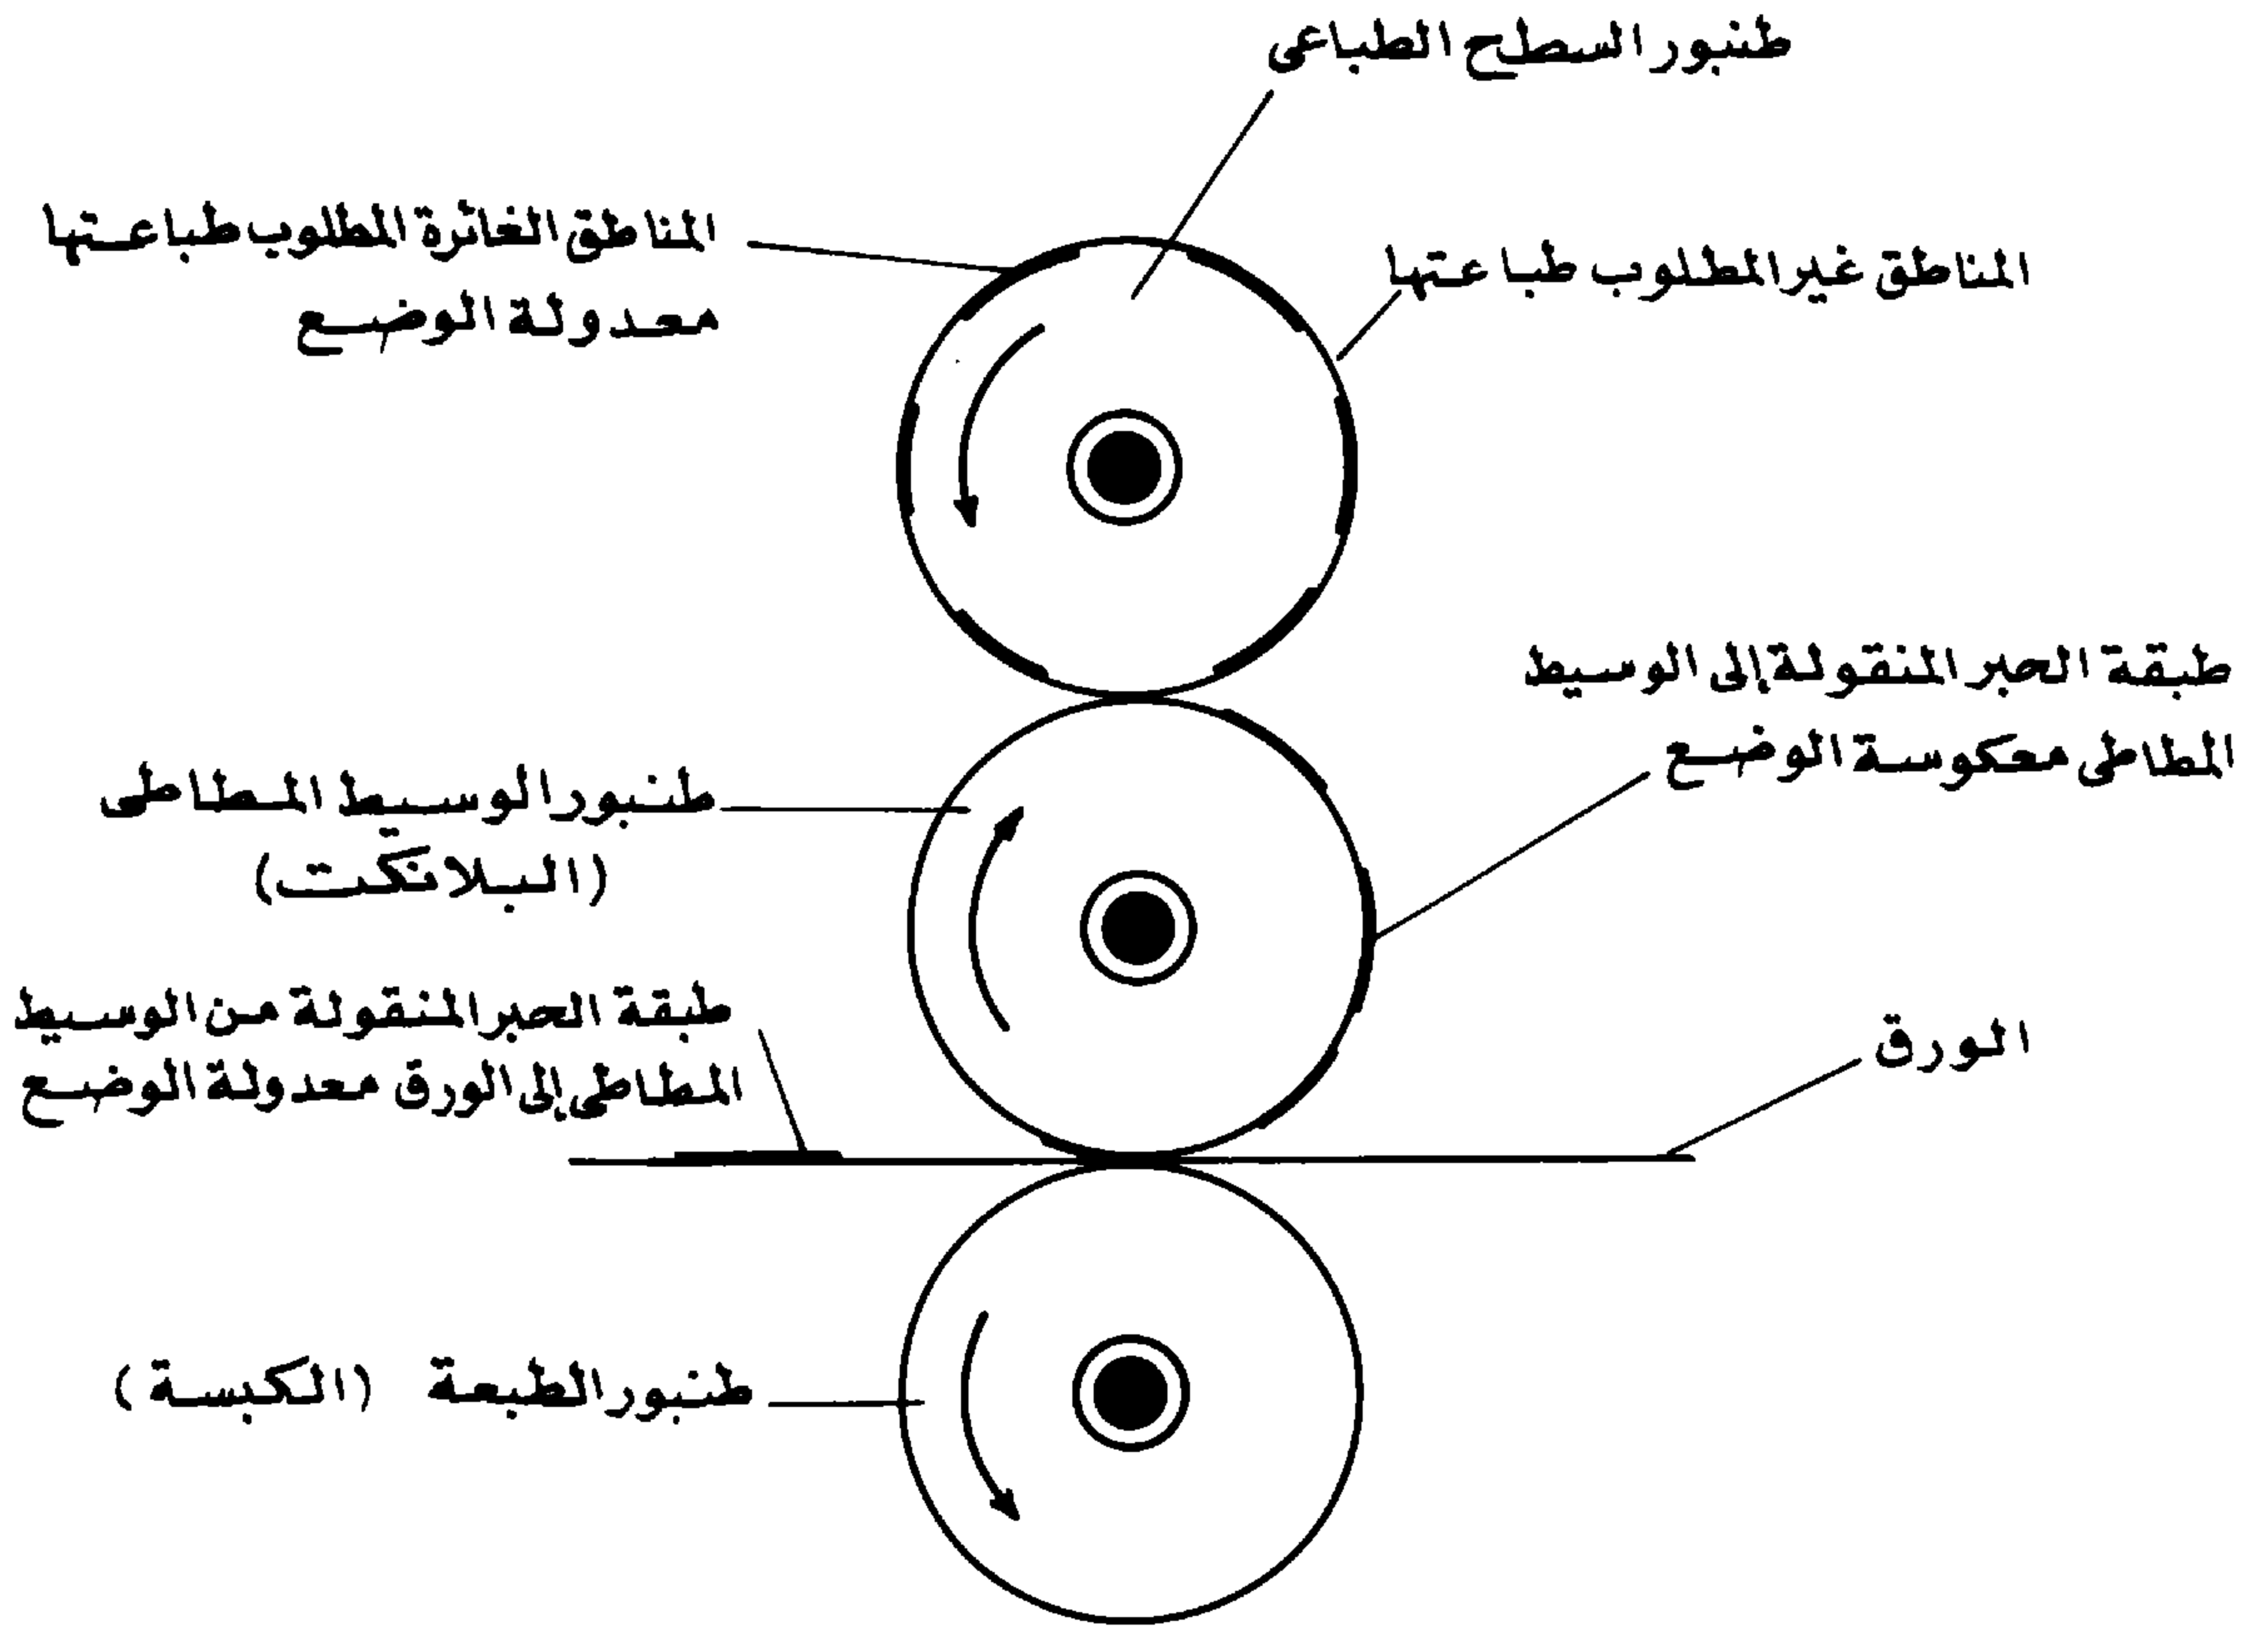 طنبور السطح الطباعى
المناطق الغائرة المطلوب طباعتها
معدولة الوضع
المناطق غير المطلوب طباعتها
طبقة الحبر المنقولة إلى الوسيط
المطاطى معكوسة الوضع
طنبور الوسيط المطاطى
(البلانكت)
طبقة الحبر المنقولة من الوسيط
المطاطى إلى الورق معدولة الوضع
الورق
طنبور الطبعة (الكبسة)